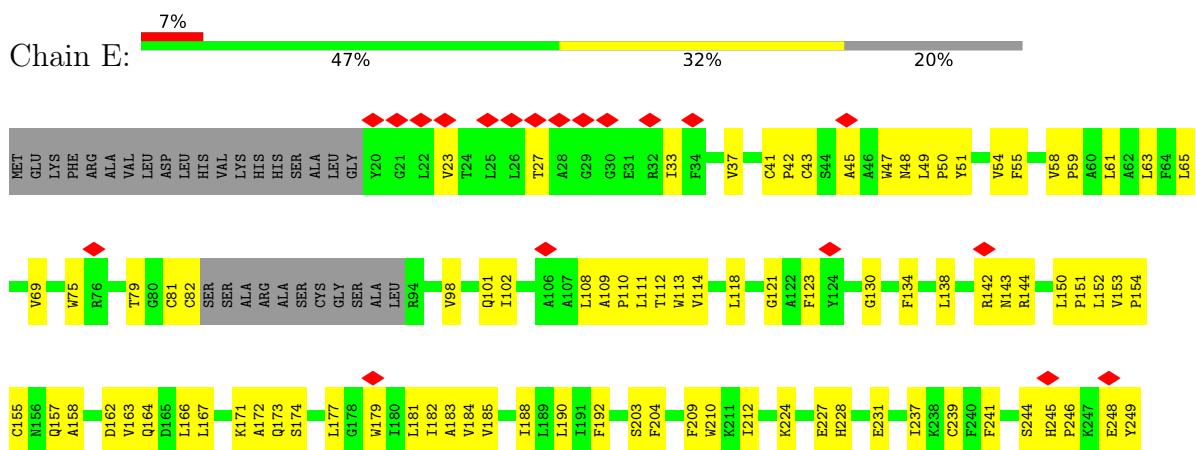 7%
Chain E:
47% 32% 20%
MET GLU LYS PHE ARG ALA VAL LEU ASP LEU HIS VAL LYS HIS HIS SER ALA LEU GLY Y20 G21 L22 V23 T24 L25 L26 T27 A28 G29 G30 E31 R32 I33 F34 V37 C41 P42 C43 S44 A45 A46 W47 N48 L49 P50 Y51 V54 F55 V58 P59 A60 L61 A62 L63 F64 L65
V69 W75 R76 T79 G80 C81 C82 SER SER ALA ARG ALA SER CYS GLY SER ALA LEU R94 V98 Q101 I102 A106 A107 L108 A109 P110 L111 T112 W113 V114 L118 G121 A122 F123 Y124 G130 F134 L138 R142 N143 R144 L150 P151 L152 V153 P154
C155 N156 Q157 A158 D162 V163 Q164 D165 L166 L167 K171 A172 Q173 S174 L177 G178 W179 I180 L181 I182 A183 V184 V185 I188 L189 L190 I191 F192 S203 F204 F209 W210 K211 I212 K224 E227 H228 E231 I237 K238 C239 F240 F241 S244 H245 P246 K247 E248 Y249